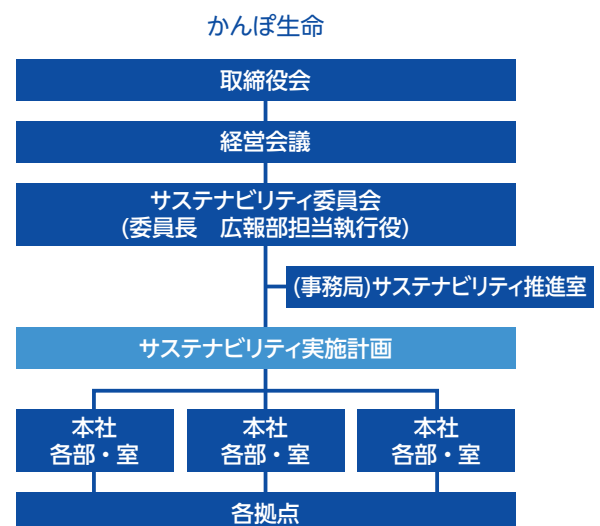 かんぽ生命
取締役会
経営会議
サステナビリティ委員会
(委員長　広報部担当執行役)
(事務局)サステナビリティ推進室
サステナビリティ実施計画
本社
各部・室
本社
各部・室
本社
各部・室
各拠点